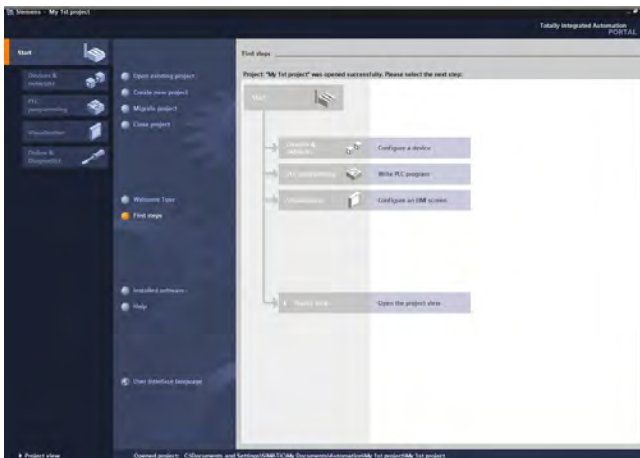 Siemens - My 1st project
Totally Integrated Automation
PORTAL
Start
Devices &
networks
PLC
programming
Visualization
Online &
Diagnostics
Open existing project
Create new project
Migrate project
Close project
Welcome Tour
First steps
Installed software
Help
User interface language
First steps
Project: "My 1st project" was opened successfully. Please select the next step:
Start
Devices &
networks
Configure a device
PLC programming
Write PLC program
Visualization
Configure an HMI screen
Project view
Open the project view
Project view
Opened project: C:\Documents and Settings\SIMATIC\My Documents\Automation\My 1st project\My 1st project